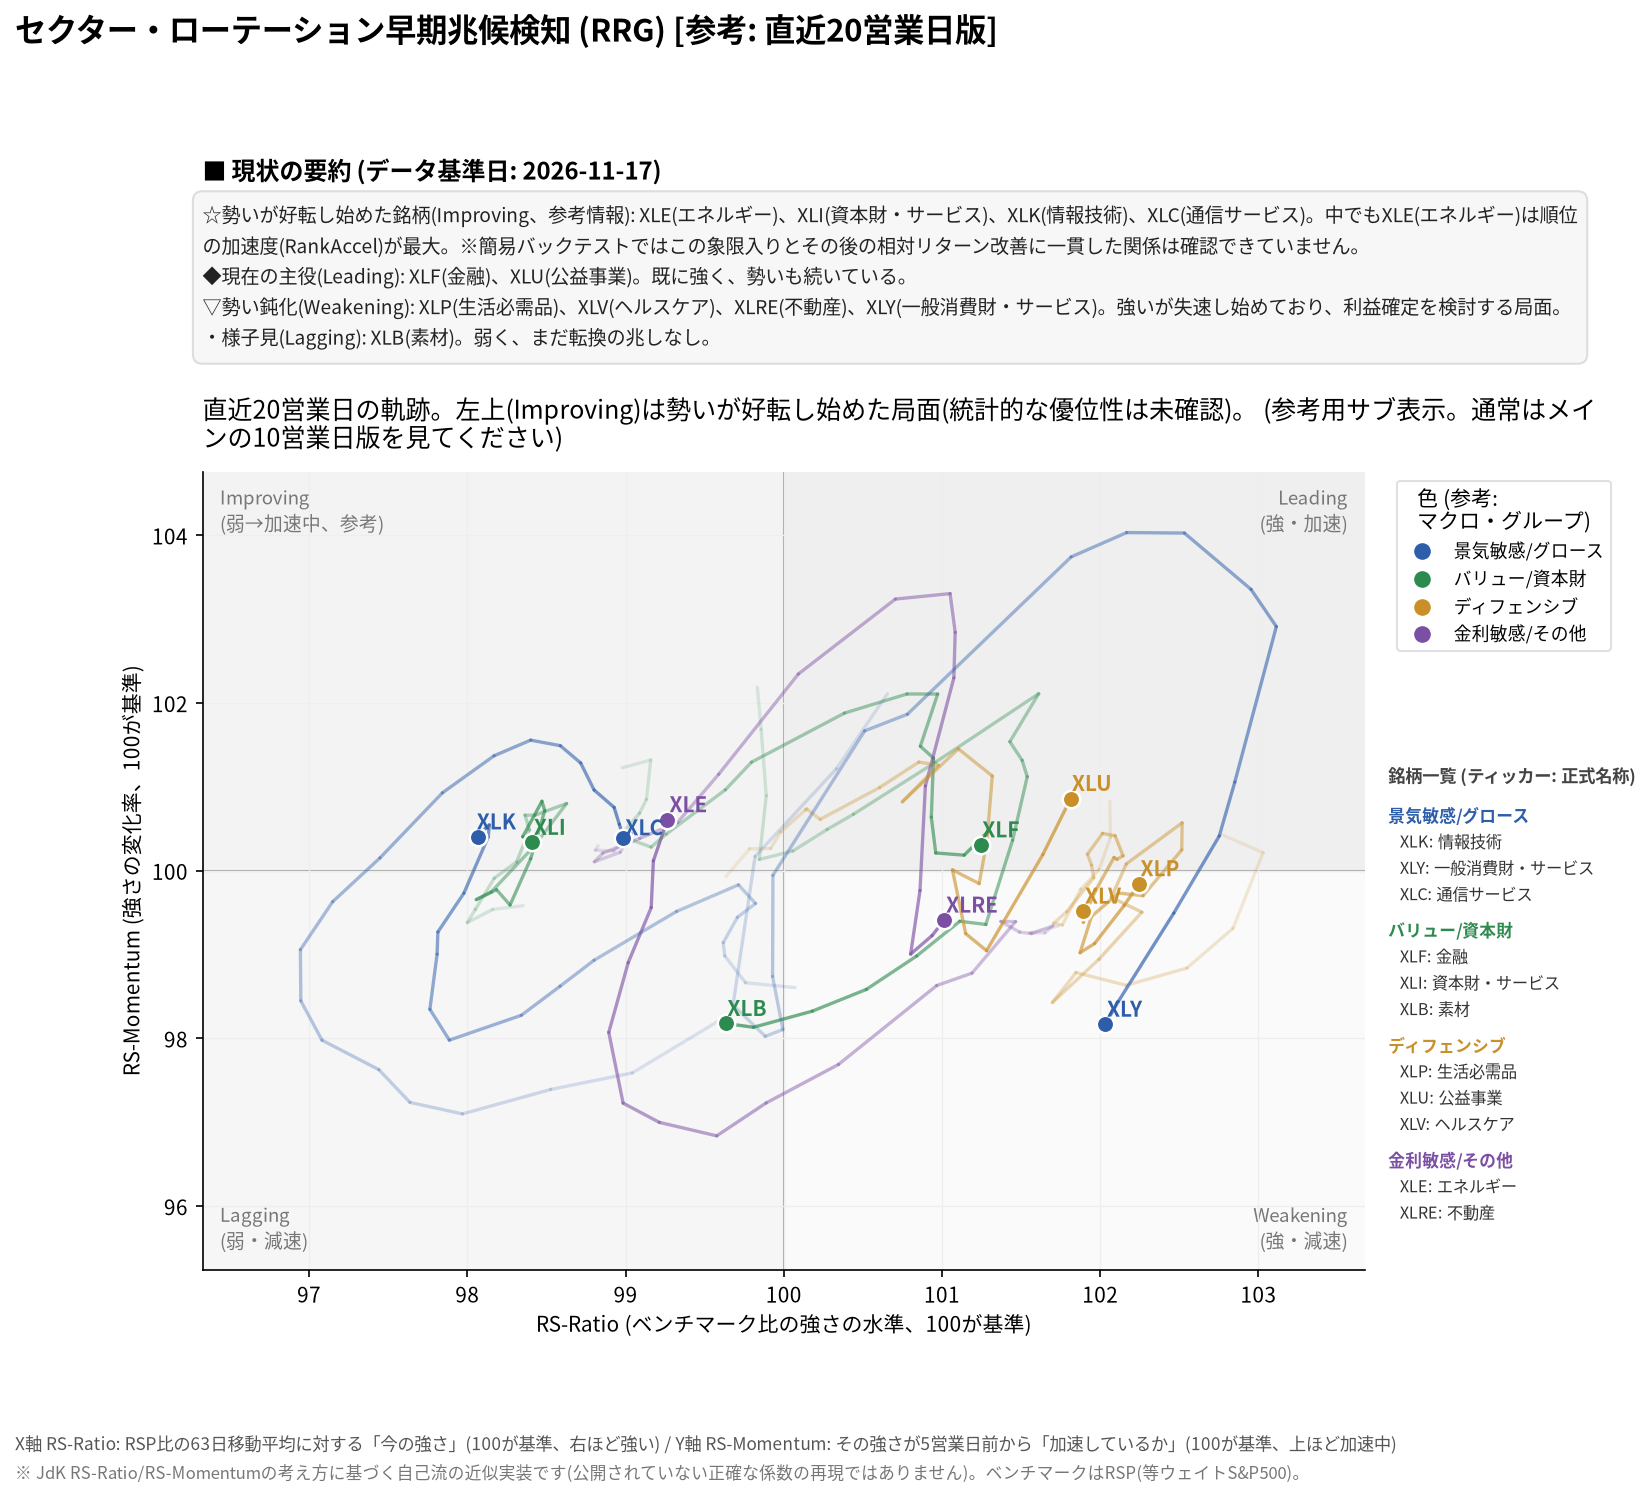 セクター・ローテーション早期兆候検知 (RRG) [参考: 直近20営業日版]
■ 現状の要約 (データ基準日: 2026-11-17)
☆勢いが好転し始めた銘柄(Improving、参考情報): XLE(エネルギー)、XLI(資本財・サービス)、XLK(情報技術)、XLC(通信サービス)。中でもXLE(エネルギー)は順位
の加速度(RankAccel)が最大。※簡易バックテストではこの象限入りとその後の相対リターン改善に一貫した関係は確認できていません。
◆現在の主役(Leading): XLF(金融)、XLU(公益事業)。既に強く、勢いも続いている。
▽勢い鈍化(Weakening): XLP(生活必需品)、XLV(ヘルスケア)、XLRE(不動産)、XLY(一般消費財・サービス)。強いが失速し始めており、利益確定を検討する局面。
・様子見(Lagging): XLB(素材)。弱く、まだ転換の兆しなし。
直近20営業日の軌跡。左上(Improving)は勢いが好転し始めた局面(統計的な優位性は未確認)。 (参考用サブ表示。通常はメイ
ンの10営業日版を見てください)
Improving
(弱→加速中、参考)
Leading
(強・加速)
104
102
100
98
96
RS-Momentum (強さの変化率、100が基準)
XLK
XLI
XLC
XLE
XLU
XLF
XLP
XLV
XLRE
XLB
XLY
Lagging
(弱・減速)
Weakening
(強・減速)
97
98
99
100
101
102
103
RS-Ratio (ベンチマーク比の強さの水準、100が基準)
色 (参考:
マクロ・グループ)
景気敏感/グロース
バリュー/資本財
ディフェンシブ
金利敏感/その他
銘柄一覧 (ティッカー: 正式名称)
景気敏感/グロース
XLK: 情報技術
XLY: 一般消費財・サービス
XLC: 通信サービス
バリュー/資本財
XLF: 金融
XLI: 資本財・サービス
XLB: 素材
ディフェンシブ
XLP: 生活必需品
XLU: 公益事業
XLV: ヘルスケア
金利敏感/その他
XLE: エネルギー
XLRE: 不動産
X軸 RS-Ratio: RSP比の63日移動平均に対する「今の強さ」(100が基準、右ほど強い) / Y軸 RS-Momentum: その強さが5営業日前から「加速しているか」(100が基準、上ほど加速中)
※ JdK RS-Ratio/RS-Momentumの考え方に基づく自己流の近似実装です(公開されていない正確な係数の再現ではありません)。ベンチマークはRSP(等ウェイトS&P500)。